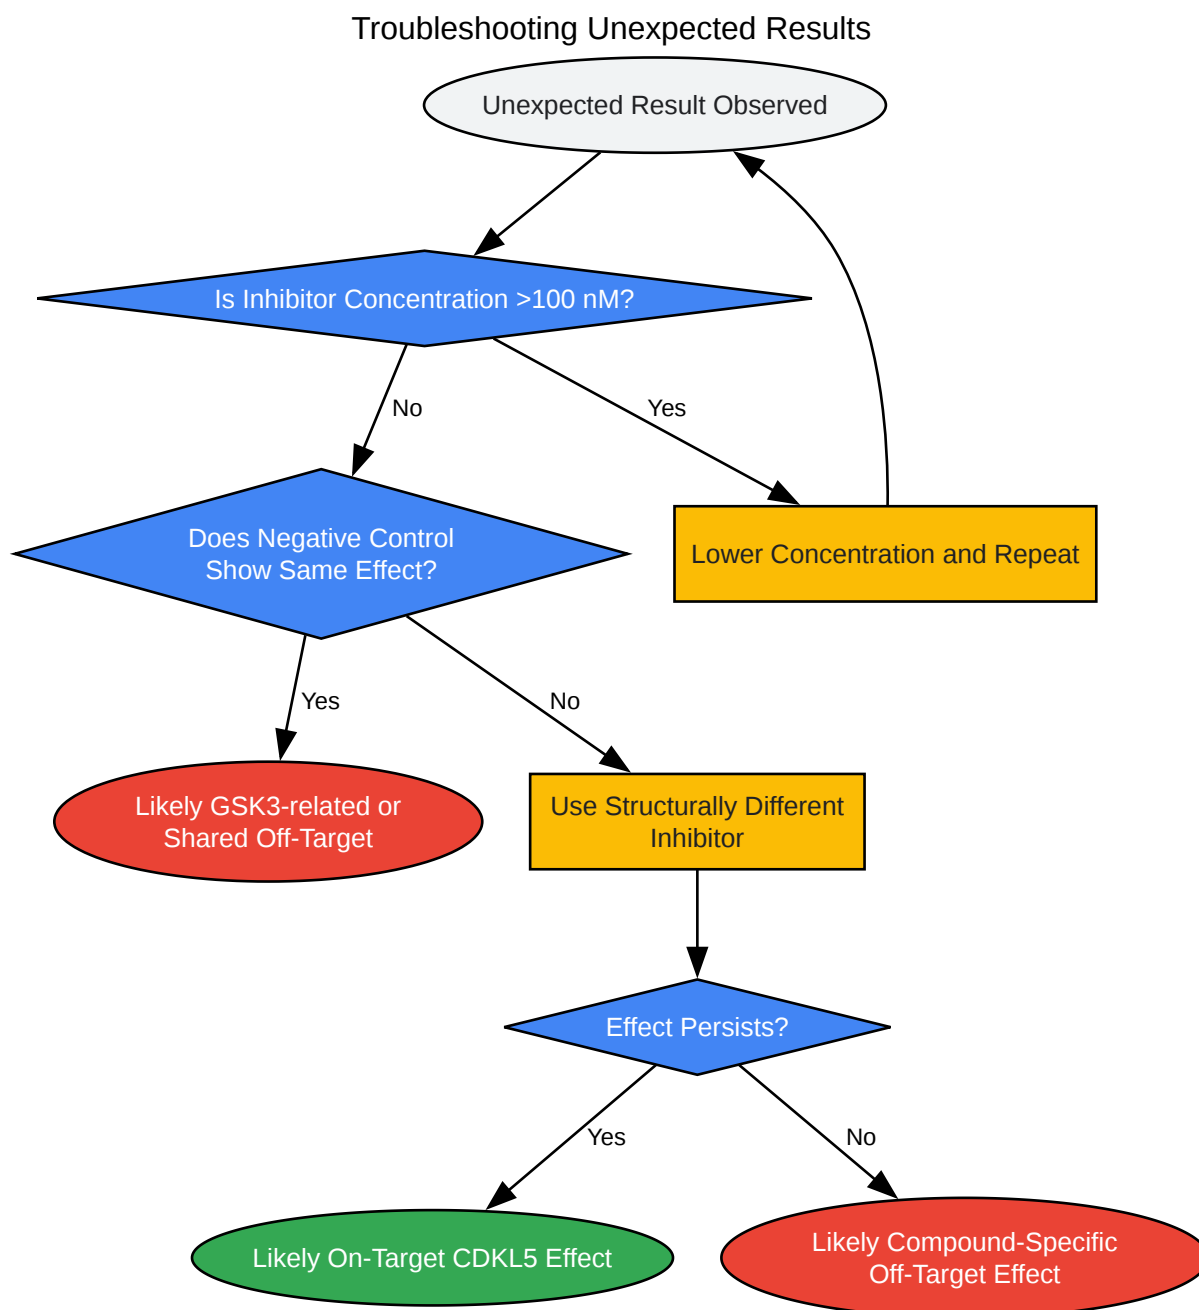 Troubleshooting Unexpected Results
Unexpected Result Observed
Is Inhibitor Concentration >100 nM?
No
Yes
Does Negative Control
Show Same Effect?
Lower Concentration and Repeat
Yes
No
Likely GSK3-related or
Shared Off-Target
Use Structurally Different
Inhibitor
Effect Persists?
Yes
No
Likely On-Target CDKL5 Effect
Likely Compound-Specific
Off-Target Effect